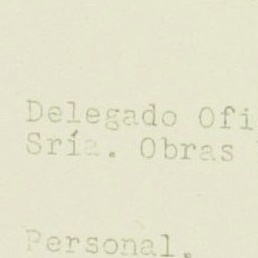 Delegado Ofi
Sría. Obras
Personal.